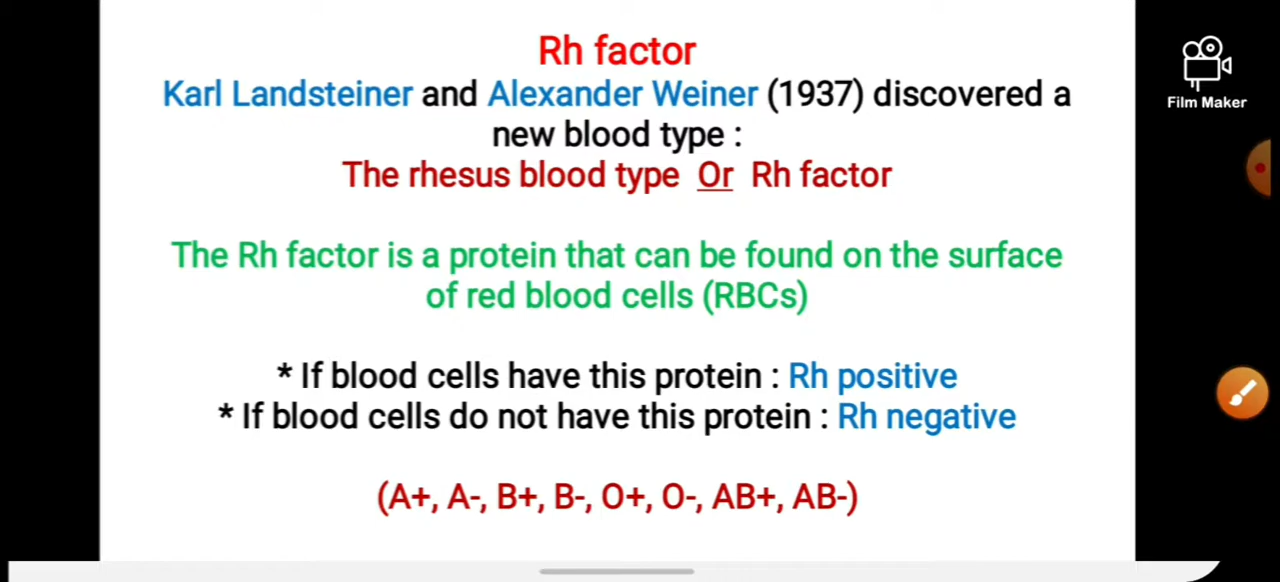 Rh factor
Karl Landsteiner and Alexander Weiner (1937) discovered a
new blood type :
The rhesus blood type Or Rh factor
The Rh factor is a protein that can be found on the surface
of red blood cells (RBCs)
* If blood cells have this protein : Rh positive
* If blood cells do not have this protein : Rh negative
(A+, A-, B+, B-, O+, O-, AB+, AB-)
Film Maker